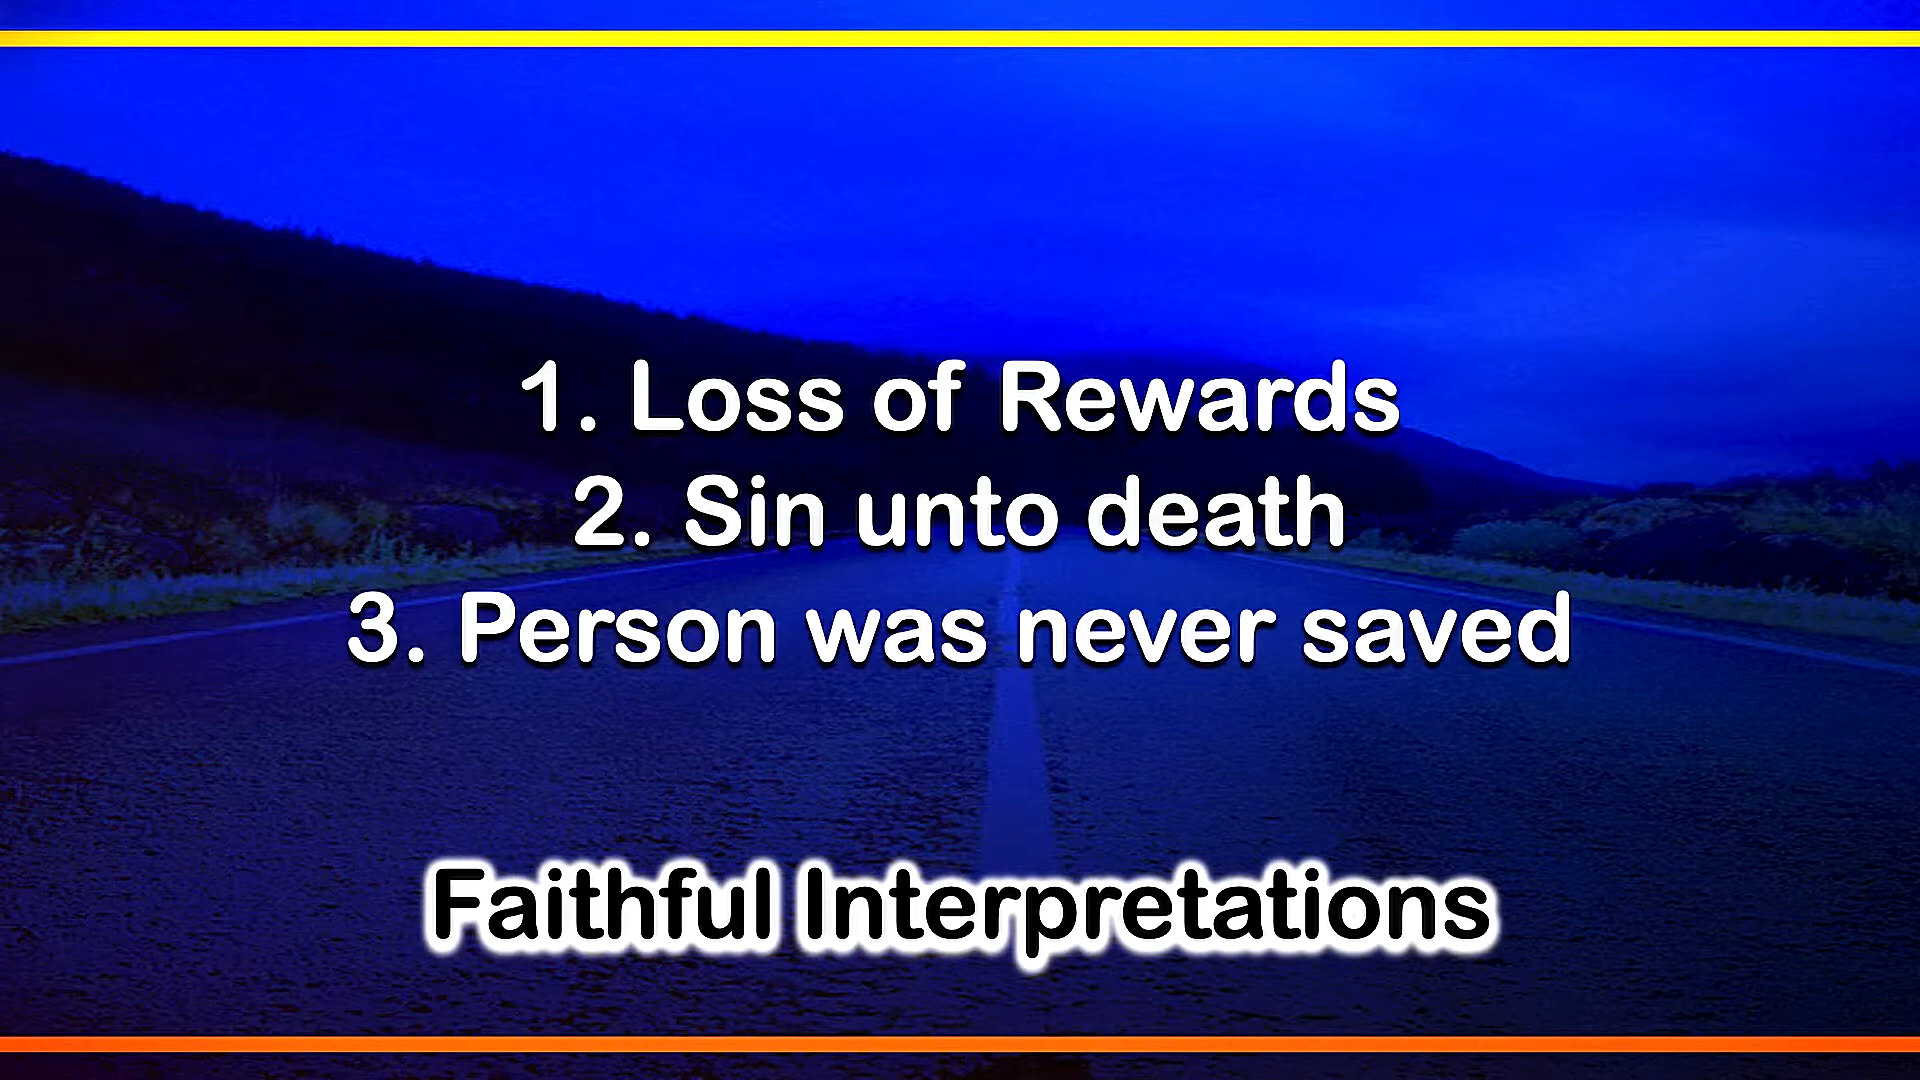 1. Loss of Rewards
2. Sin unto death
3. Person was never saved
Faithful Interpretations